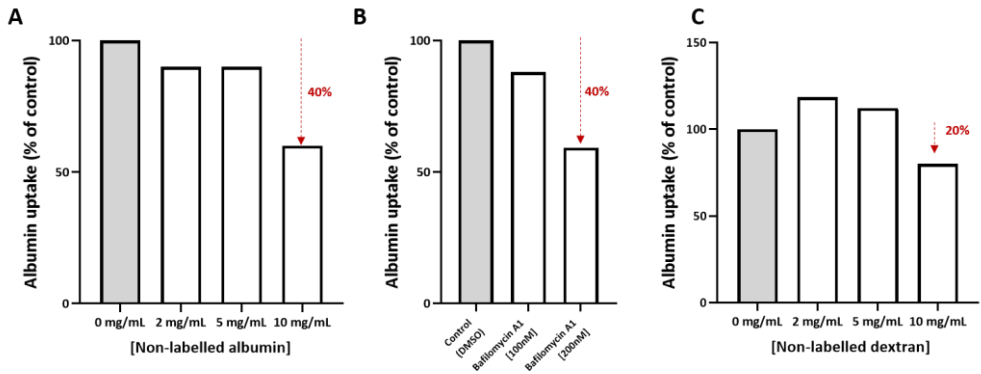 A
Albumin uptake (% of control)
100
50
0
40%
0 mg/mL
2 mg/mL
5 mg/mL
10 mg/mL
[Non-labelled albumin]
B
Albumin uptake (% of control)
100
50
0
40%
Control
[DMSO)
Bafilomycin A1
[100nM]
Bafilomycin A1
[200nM]
C
Albumin uptake (% of control)
150
100
50
0
20%
0 mg/mL
2 mg/mL
5 mg/mL
10 mg/mL
[Non-labelled dextran]